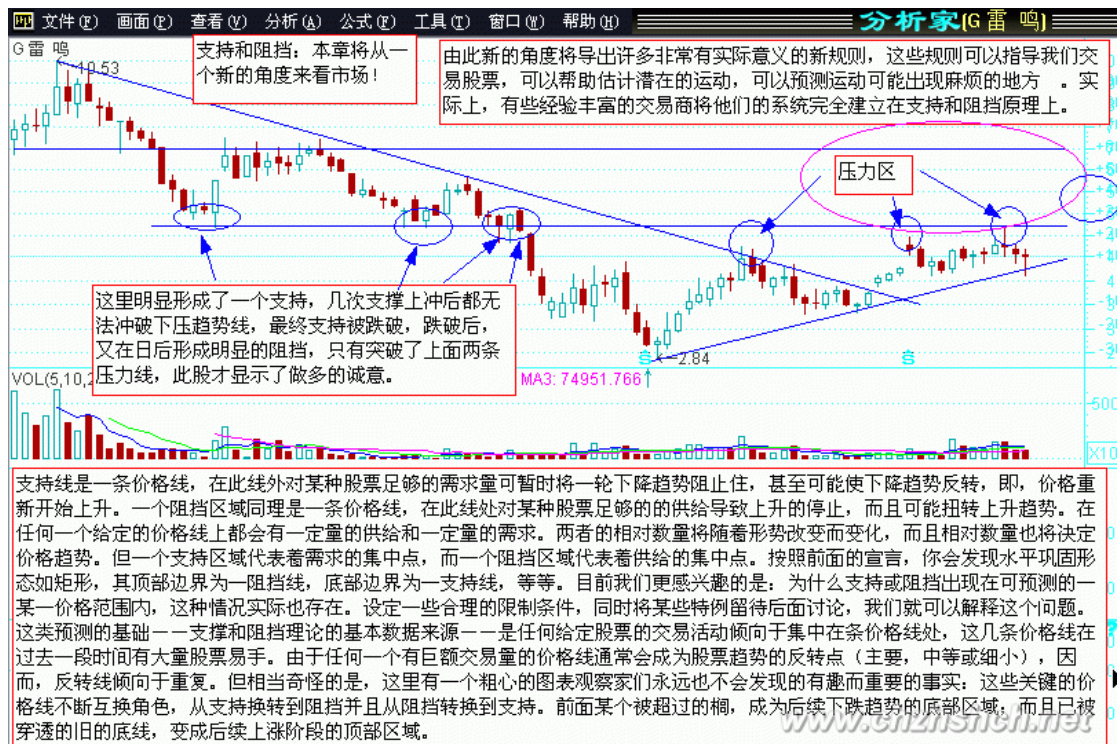 文件(F) 画面(P) 查看(V) 分析(A) 公式(F) 工具(T) 窗口(W) 帮助(H) 分析家[G 雷 鸣]
G 雷 鸣
支持和阻挡：本章将从一
个新的角度来看市场！
由此新的角度将导出许多非常有实际意义的新规则，这些规则可以指导我们交
易股票，可以帮助估计潜在的运动，可以预测运动可能出现麻烦的地方 。实
际上，有些经验丰富的交易商将他们的系统完全建立在支持和阻挡原理上。
10.53
压力区
这里明显形成了一个支持，几次支撑上冲后都无
法冲破下压趋势线，最终支持被跌破，跌破后，
又在日后形成明显的阻挡，只有突破了上面两条
压力线，此股才显示了做多的诚意。
2.84
VOL(5,10,2
MA3: 74951.766
500
X10
支持线是一条价格线，在此线外对某种股票足够的需求量可暂时将一轮下降趋势阻止住，甚至可能使下降趋势反转，即，价格重
新开始上升。一个阻挡区域同理是一条价格线，在此线处对某种股票足够的的供给导致上升的停止，而且可能扭转上升趋势。在
任何一个给定的价格线上都会有一定量的供给和一定量的需求。两者的相对数量将随着形势改变而变化，而且相对数量也将决定
价格趋势。但一个支持区域代表着需求的集中点，而一个阻挡区域代表着供给的集中点。按照前面的宣言，你会发现水平巩固形
态如矩形，其顶部边界为一阻挡线，底部边界为一支持线，等等。目前我们更感兴趣的是：为什么支持或阻挡出现在可预测的一
某一价格范围内，这种情况实际也存在。设定一些合理的限制条件，同时将某些特例留待后面讨论，我们就可以解释这个问题。
这类预测的基础——支撑和阻挡理论的基本数据来源——是任何给定股票的交易活动倾向于集中在条价格线处，这几条价格线在
过去一段时间有大量股票易手。由于任何一个有巨额交易量的价格线通常会成为股票趋势的反转点（主要，中等或细小），因
而，反转线倾向于重复。但相当奇怪的是，这里有一个粗心的图表观察家们永远也不会发现的有趣而重要的事实：这些关键的价
格线不断互换角色，从支持换转到阻挡并且从阻挡转换到支持。前面某个被超过的桐，成为后续下跌趋势的底部区域；而且已被
穿透的旧的底线，变成后续上涨阶段的顶部区域。
www.cnzhshch.net